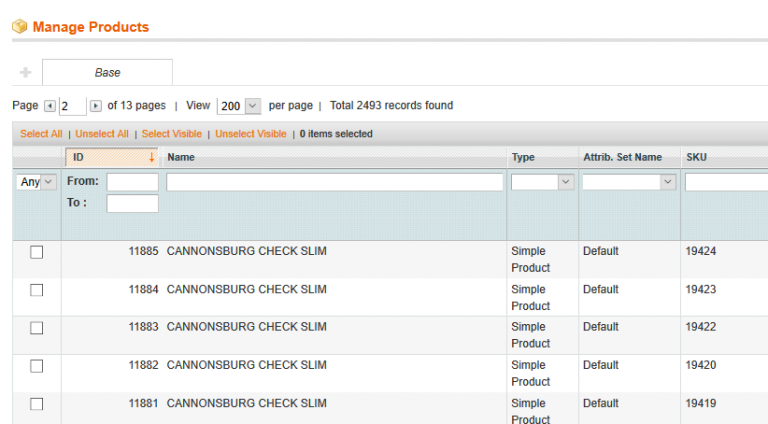 Manage Products
Base
Page 2 of 13 pages | View 200 per page | Total 2493 records found
Select All | Unselect All | Select Visible | Unselect Visible | 0 items selected
ID Name Type Attrib. Set Name SKU
Any From:
To :
11885 CANNONSBURG CHECK SLIM Simple Product Default 19424
11884 CANNONSBURG CHECK SLIM Simple Product Default 19423
11883 CANNONSBURG CHECK SLIM Simple Product Default 19422
11882 CANNONSBURG CHECK SLIM Simple Product Default 19420
11881 CANNONSBURG CHECK SLIM Simple Product Default 19419